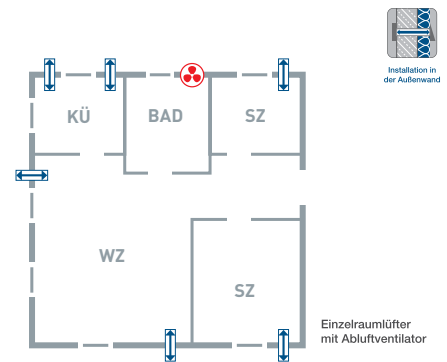 Installation in
der Außenwand
KÜ
BAD
SZ
WZ
SZ
Einzelraumlüfter
mit Abluftventilator